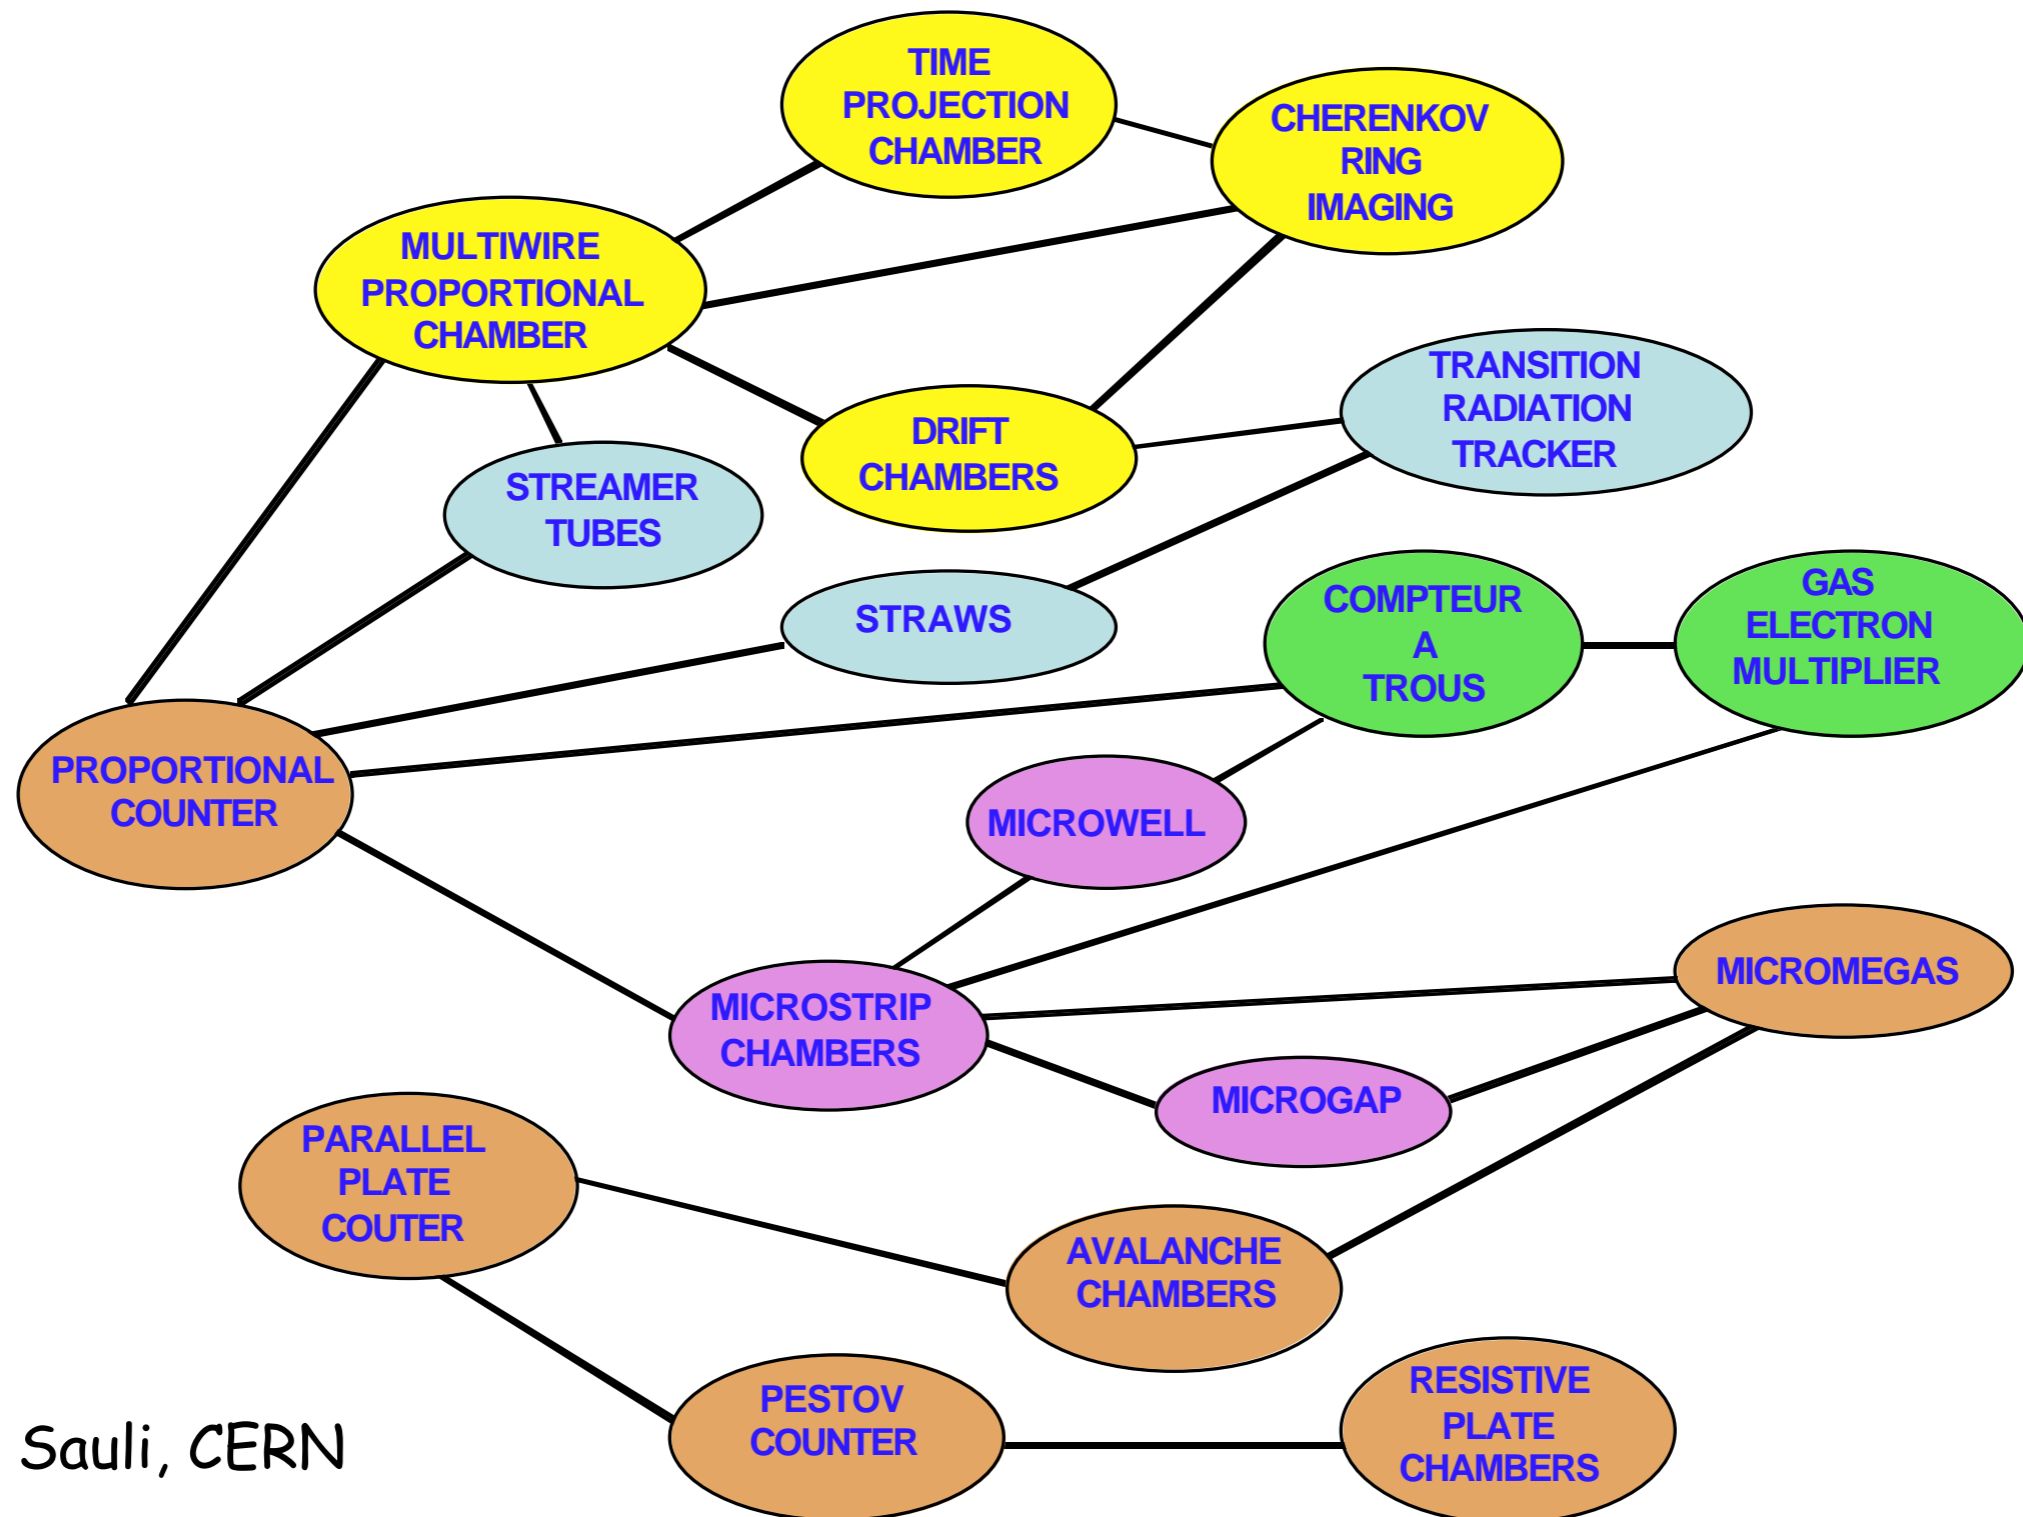 TIME
PROJECTION
CHAMBER
CHERENKOV
RING
IMAGING
MULTIWIRE
PROPORTIONAL
CHAMBER
TRANSITION
RADIATION
TRACKER
DRIFT
CHAMBERS
STREAMER
TUBES
STRAWS
COMPTEUR
A
TROUS
GAS
ELECTRON
MULTIPLIER
PROPORTIONAL
COUNTER
MICROWELL
MICROMEGAS
MICROSTRIP
CHAMBERS
MICROGAP
PARALLEL
PLATE
COUTER
AVALANCHE
CHAMBERS
PESTOV
COUNTER
RESISTIVE
PLATE
CHAMBERS
Sauli, CERN